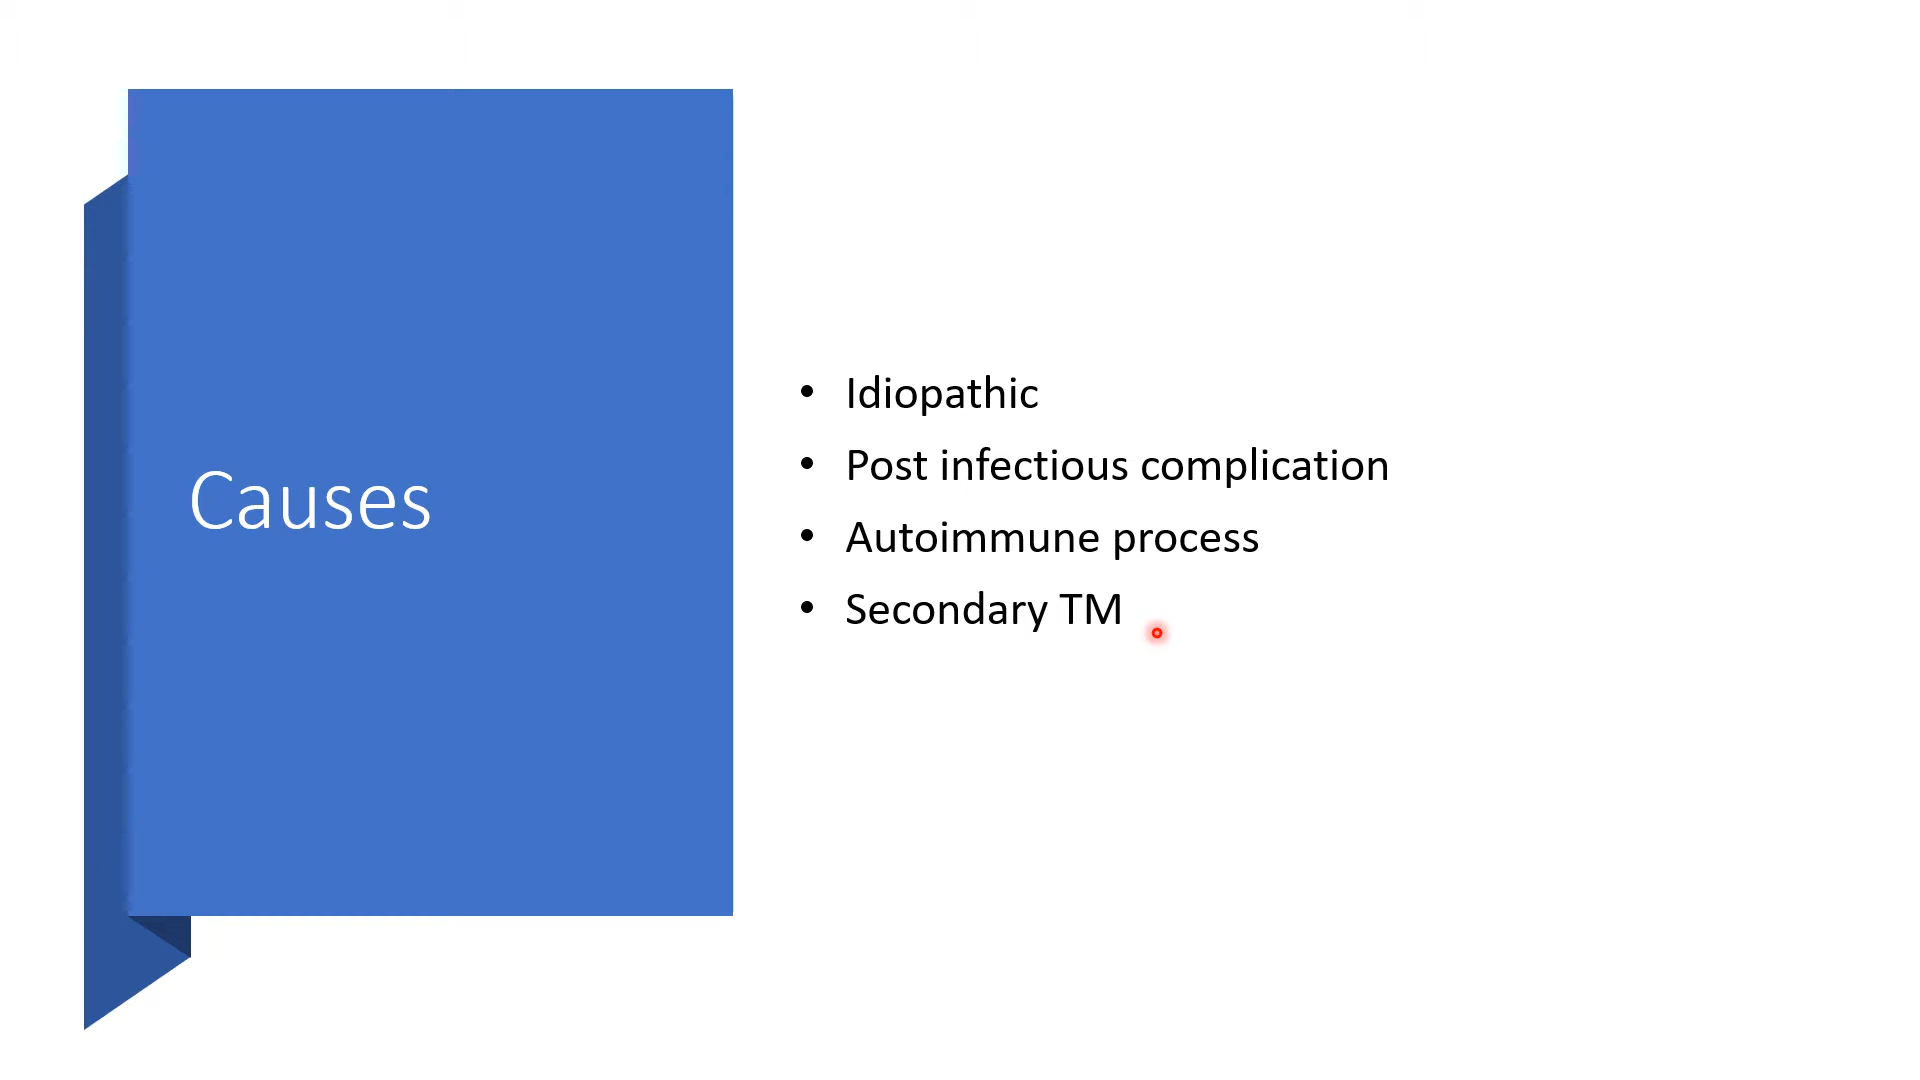 Causes
• Idiopathic
• Post infectious complication
• Autoimmune process
• Secondary TM